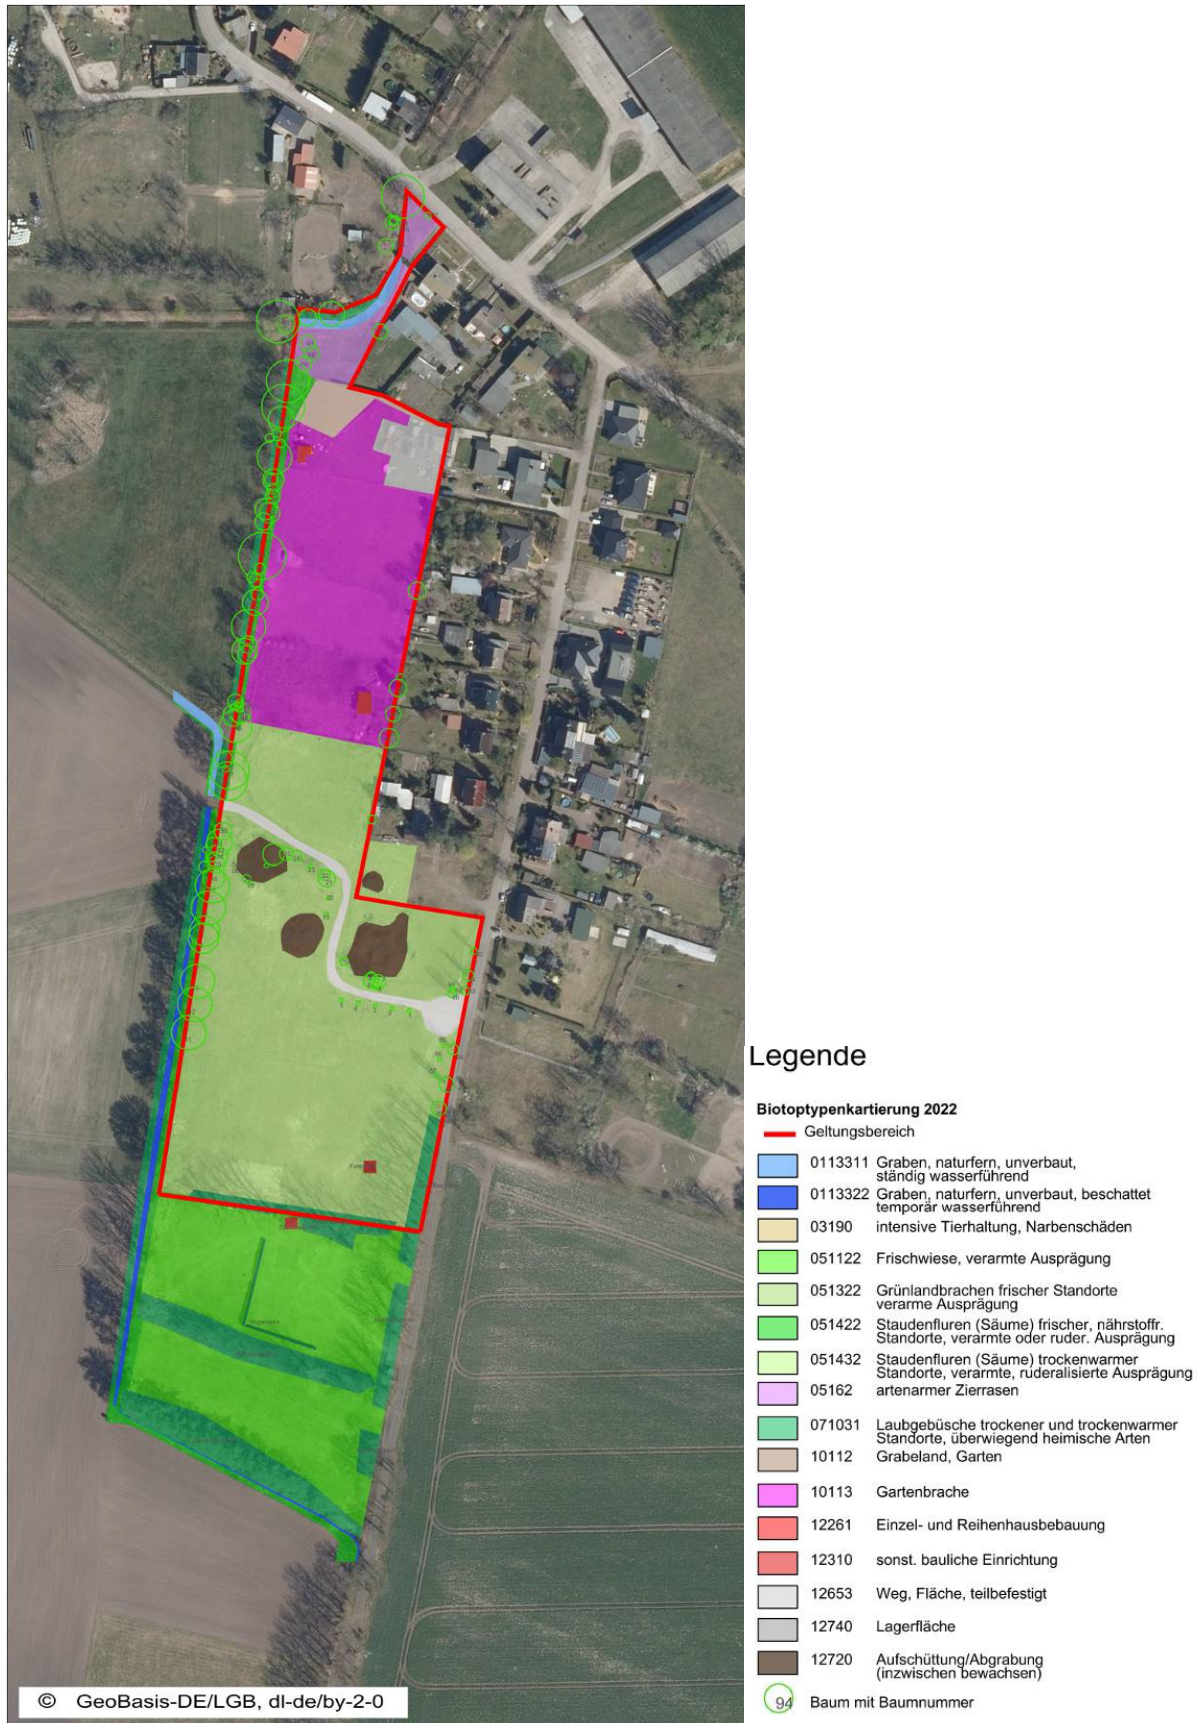 Legende
Biotoptypenkartierung 2022
Geltungsbereich
0113311 Graben, naturfern, unverbaut,
ständig wasserführend
0113322 Graben, naturfern, unverbaut, beschattet
temporär wasserführend
03190 intensive Tierhaltung, Narbenschäden
051122 Frischwiese, verarmte Ausprägung
051322 Grünlandbrachen frischer Standorte
verarme Ausprägung
051422 Staudenfluren (Säume) frischer, nährstoffr.
Standorte, verarmte oder ruder. Ausprägung
051432 Staudenfluren (Säume) trockenwarmer
Standorte, verarmte, ruderalisierte Ausprägung
05162 artenarmer Zierrasen
071031 Laubgebüsche trockener und trockenwarmer
Standorte, überwiegend heimische Arten
10112 Grabeland, Garten
10113 Gartenbrache
12261 Einzel- und Reihenhausbebauung
12310 sonst. bauliche Einrichtung
12653 Weg, Fläche, teilbefestigt
12740 Lagerfläche
12720 Aufschüttung/Abgrabung
(inzwischen bewachsen)
94 Baum mit Baumnummer
© GeoBasis-DE/LGB, dl-de/by-2-0